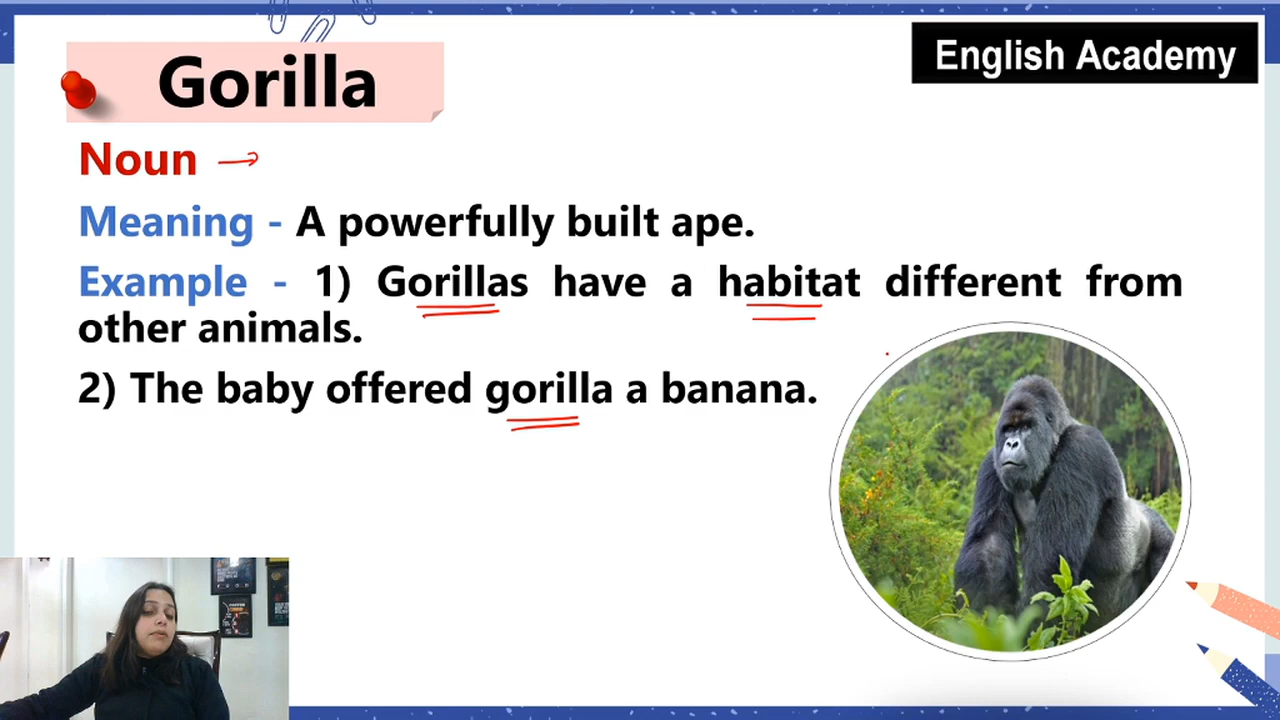 Gorilla
English Academy
Noun
Meaning - A powerfully built ape.
Example - 1) Gorillas have a habitat different from
other animals.
2) The baby offered gorilla a banana.